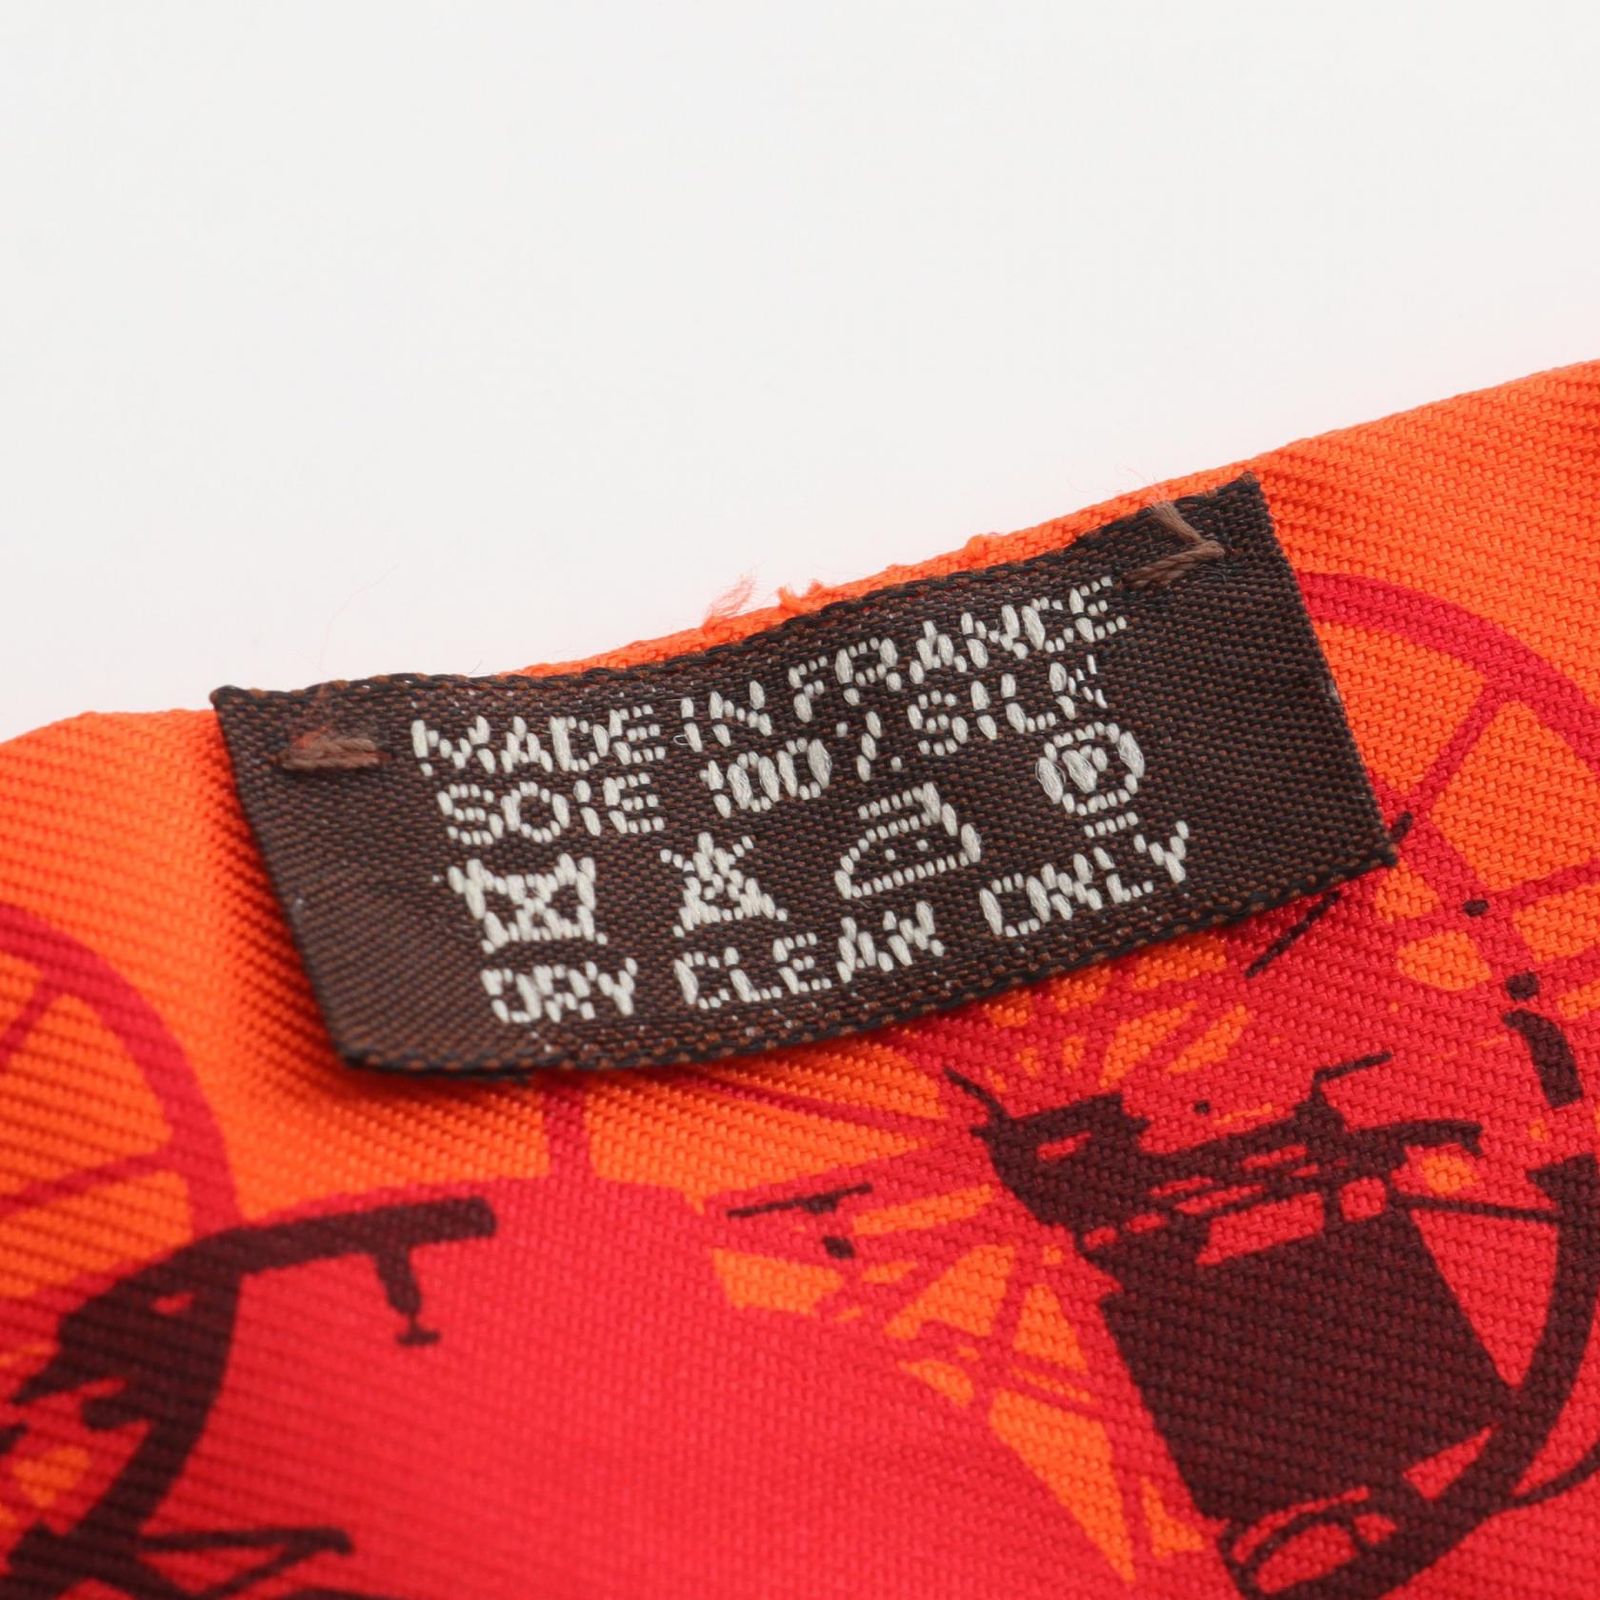 MADE IN FRANCE
SOIE 100% SILK
P
DRY CLEAN ONLY